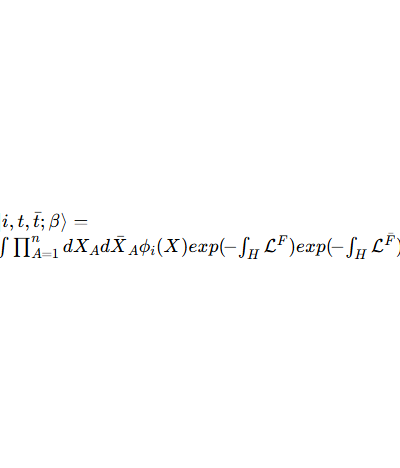 i, t, t̄; β⟩ =
∫ ∏_{A=1}^{n} dX_A dX̄_A ϕ_i(X)exp(−∫_H ℒ^F)exp(−∫_H ℒ^{F̄})